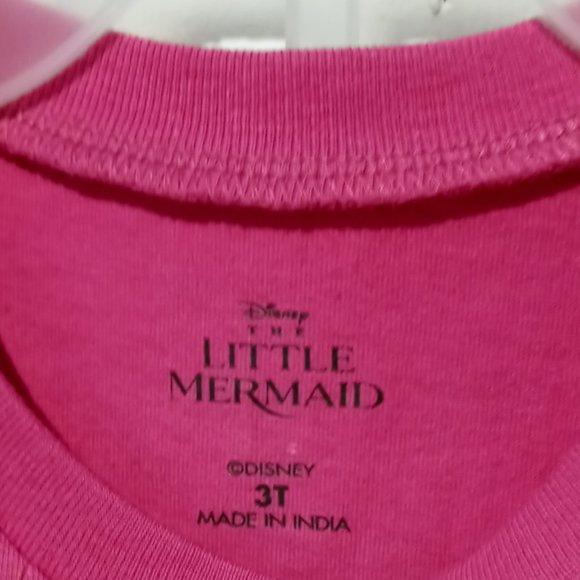 Disney
THE
LITTLE
MERMAID
©DISNEY
3T
MADE IN INDIA